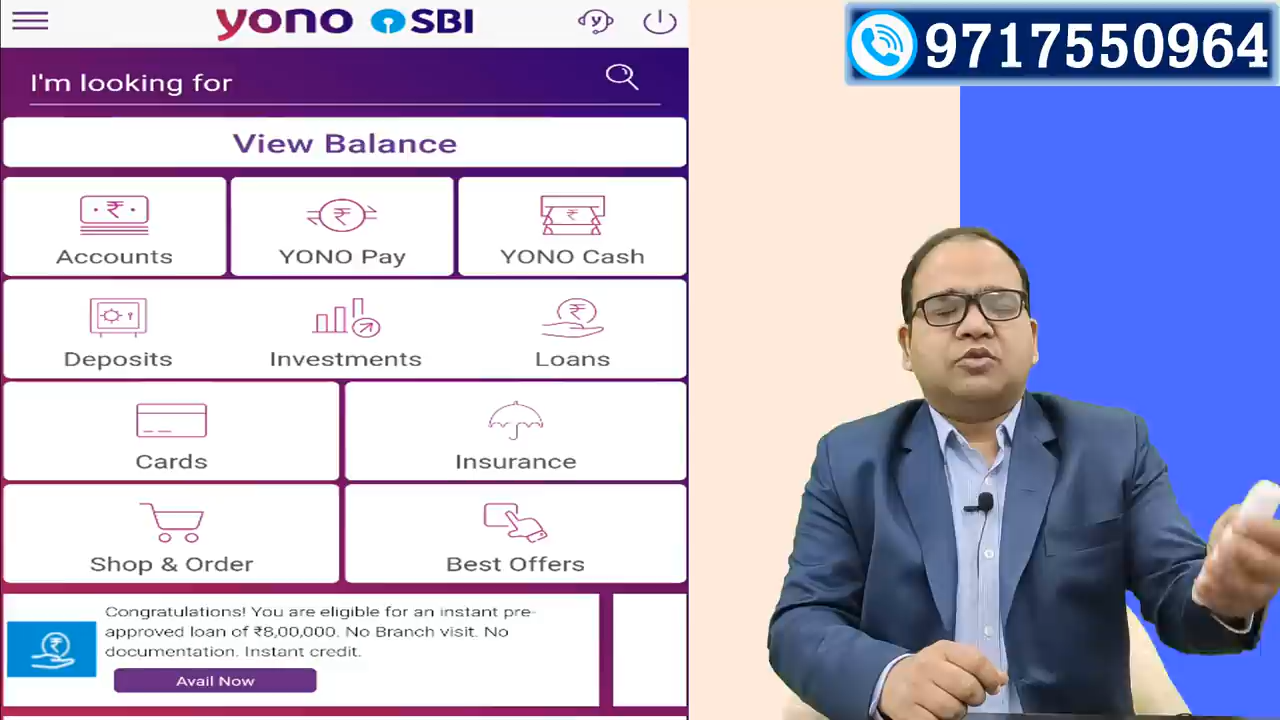 yono SBI
9717550964
I'm looking for
View Balance
Accounts
YONO Pay
YONO Cash
Deposits
Investments
Loans
Cards
Insurance
Shop & Order
Best Offers
Congratulations! You are eligible for an instant pre-
approved loan of ₹8,00,000. No Branch visit. No
documentation. Instant credit.
Avail Now